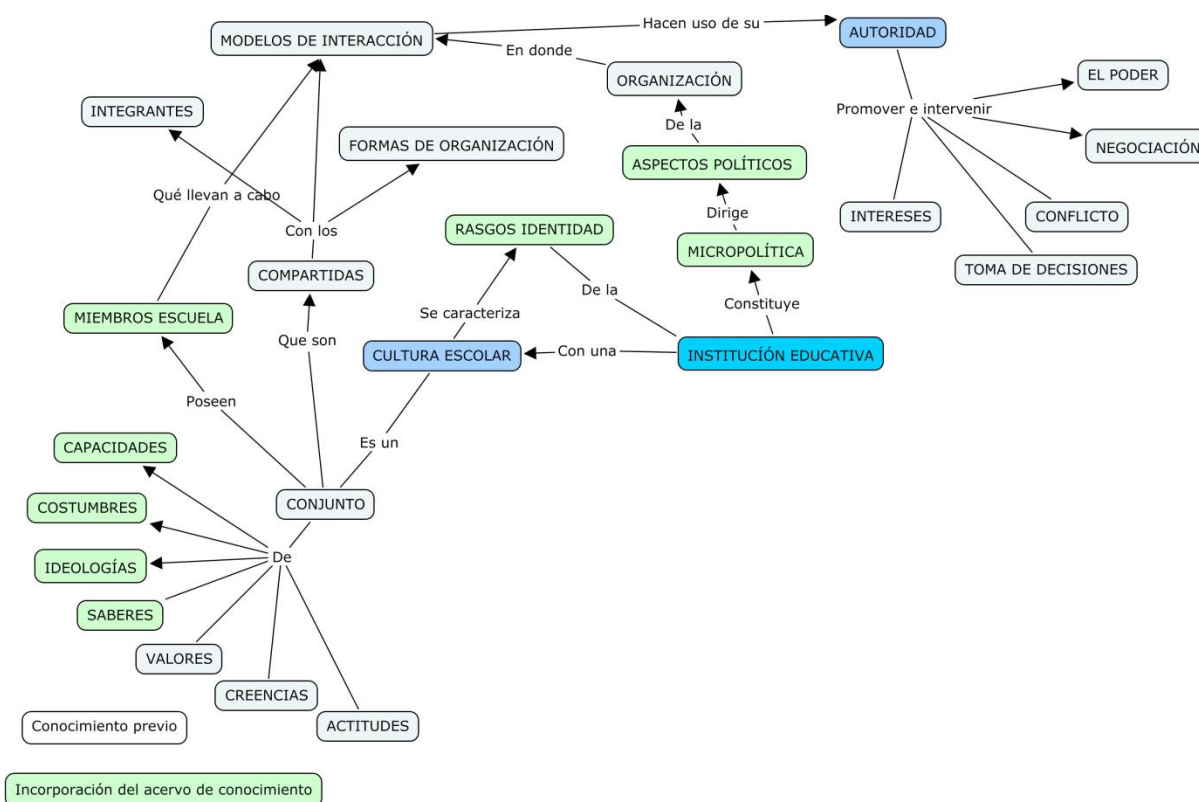 Hacen uso de su
MODELOS DE INTERACCIÓN
AUTORIDAD
En donde
ORGANIZACIÓN
EL PODER
INTEGRANTES
Promover e intervenir
De la
FORMAS DE ORGANIZACIÓN
NEGOCIACIÓN
ASPECTOS POLÍTICOS
Qué llevan a cabo
Dirige
INTERESES
CONFLICTO
Con los
RASGOS IDENTIDAD
MICROPOLÍTICA
COMPARTIDAS
TOMA DE DECISIONES
De la
Constituye
MIEMBROS ESCUELA
Se caracteriza
Que son
CULTURA ESCOLAR
Con una
INSTITUCÍÓN EDUCATIVA
Poseen
Es un
CAPACIDADES
CONJUNTO
COSTUMBRES
De
IDEOLOGÍAS
SABERES
VALORES
CREENCIAS
ACTITUDES
Conocimiento previo
Incorporación del acervo de conocimiento